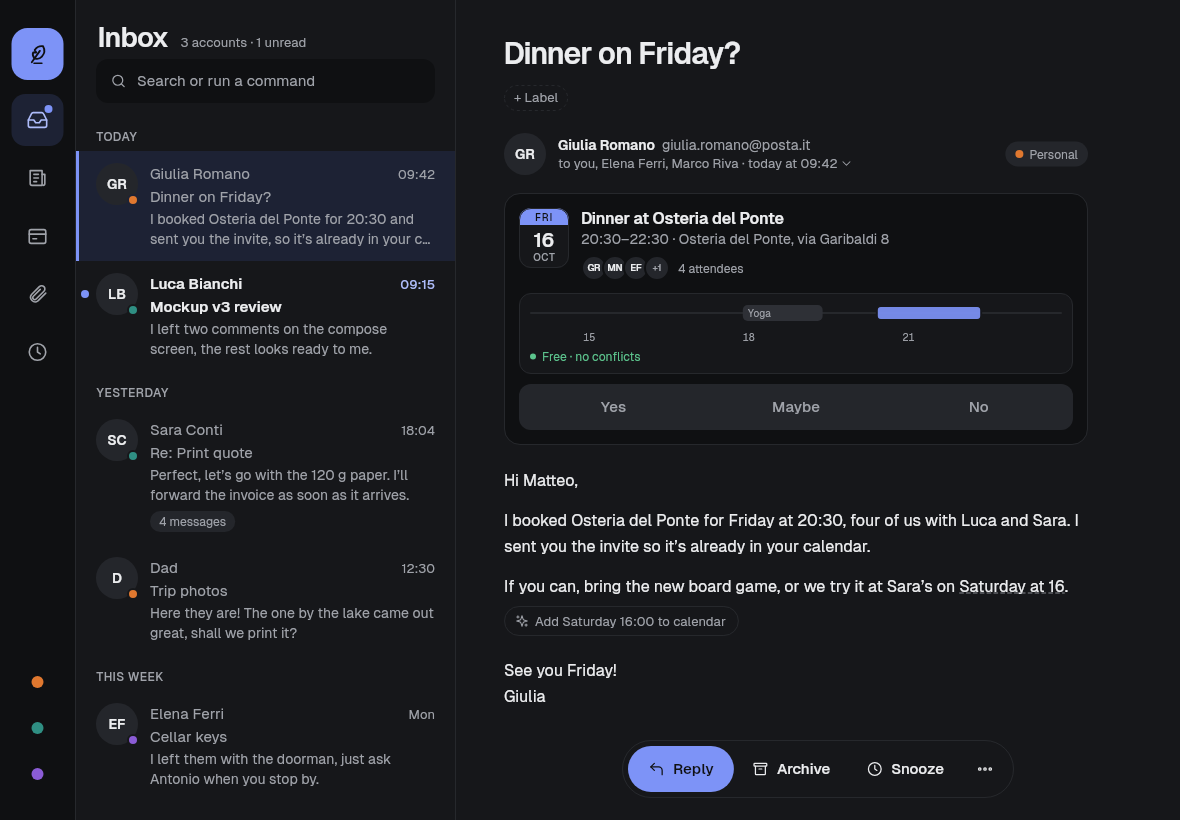 Inbox 3 accounts · 1 unread
Search or run a command
TODAY
GR
Giulia Romano 09:42
Dinner on Friday?
I booked Osteria del Ponte for 20:30 and
sent you the invite, so it's already in your c...
LB
Luca Bianchi 09:15
Mockup v3 review
I left two comments on the compose
screen, the rest looks ready to me.
YESTERDAY
SC
Sara Conti 18:04
Re: Print quote
Perfect, let's go with the 120 g paper. I'll
forward the invoice as soon as it arrives.
4 messages
D
Dad 12:30
Trip photos
Here they are! The one by the lake came out
great, shall we print it?
THIS WEEK
EF
Elena Ferri Mon
Cellar keys
I left them with the doorman, just ask
Antonio when you stop by.
Dinner on Friday?
+ Label
GR
Giulia Romano giulia.romano@posta.it
to you, Elena Ferri, Marco Riva · today at 09:42
Personal
FRI
16
OCT
Dinner at Osteria del Ponte
20:30–22:30 · Osteria del Ponte, via Garibaldi 8
GR MN EF +1 4 attendees
Yoga
15 18 21
Free · no conflicts
Yes Maybe No
Hi Matteo,
I booked Osteria del Ponte for Friday at 20:30, four of us with Luca and Sara. I
sent you the invite so it's already in your calendar.
If you can, bring the new board game, or we try it at Sara's on Saturday at 16.
Add Saturday 16:00 to calendar
See you Friday!
Giulia
Reply Archive Snooze